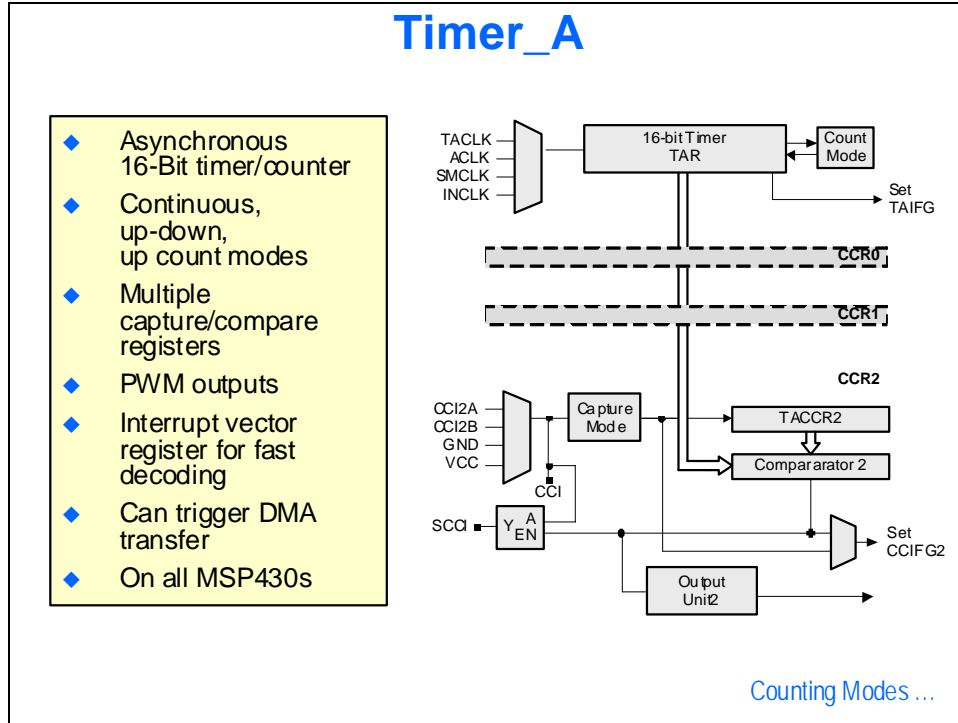 Timer_A
Asynchronous
16-Bit timer/counter
Continuous,
up-down,
up count modes
Multiple
capture/compare
registers
PWM outputs
Interrupt vector
register for fast
decoding
Can trigger DMA
transfer
On all MSP430s
TACLK
ACLK
SMCLK
INCLK
16-bit Timer
TAR
Count
Mode
Set
TAIFG
CCR0
CCR1
CCR2
CCI2A
CCI2B
GND
VCC
Capture
Mode
TACCR2
Compararator 2
CCI
SCCI
Y A
EN
Set
CCIFG2
Output
Unit2
Counting Modes ...